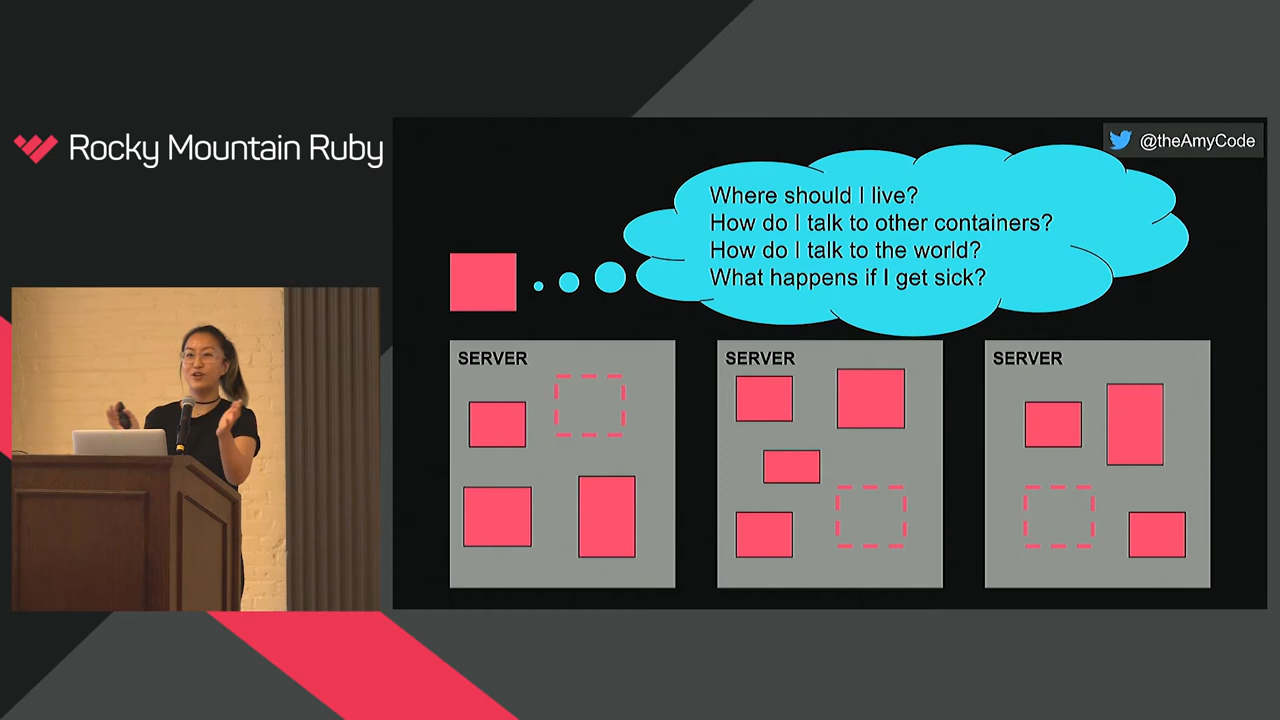 Rocky Mountain Ruby
@theAmyCode
Where should I live?
How do I talk to other containers?
How do I talk to the world?
What happens if I get sick?
SERVER
SERVER
SERVER